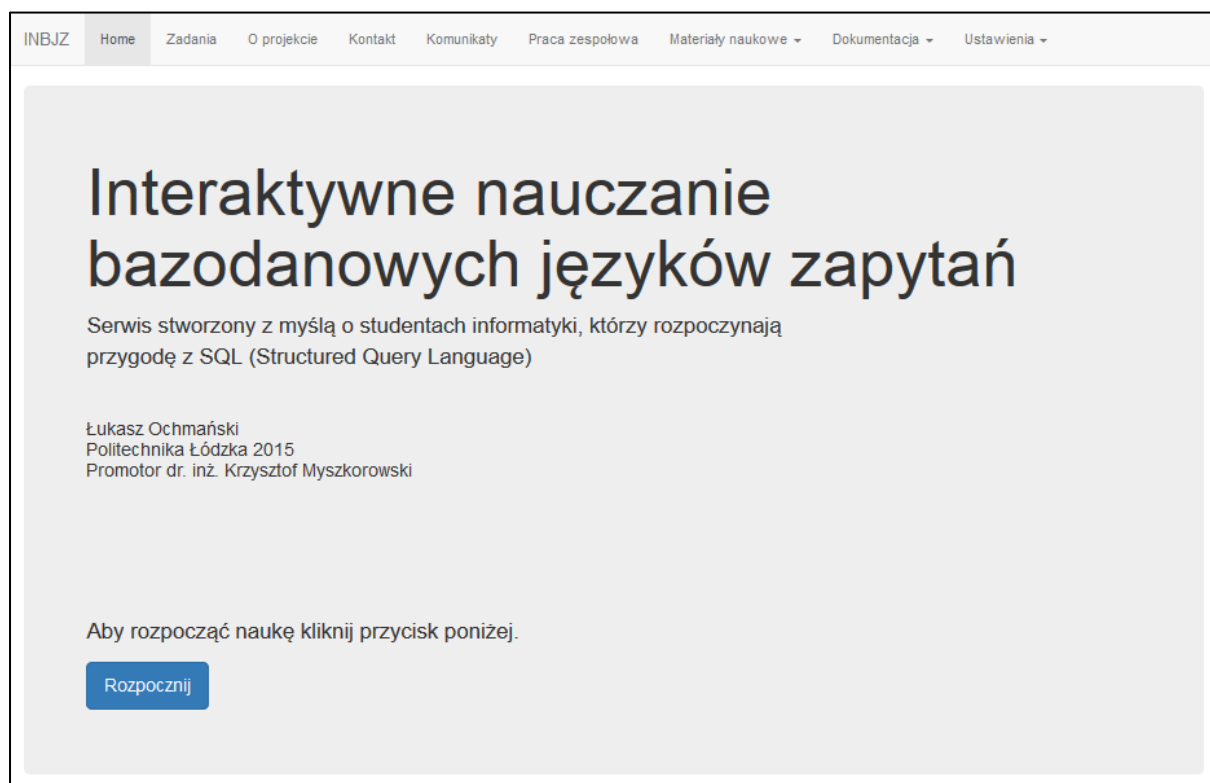 INBJZ Home Zadania O projekcie Kontakt Komunikaty Praca zespołowa Materiały naukowe Dokumentacja Ustawienia
Interaktywne nauczanie
bazodanowych języków zapytań
Serwis stworzony z myślą o studentach informatyki, którzy rozpoczynają
przygodę z SQL (Structured Query Language)
Łukasz Ochmański
Politechnika Łódzka 2015
Promotor dr. inż. Krzysztof Myszkorowski
Aby rozpocząć naukę kliknij przycisk poniżej.
Rozpocznij